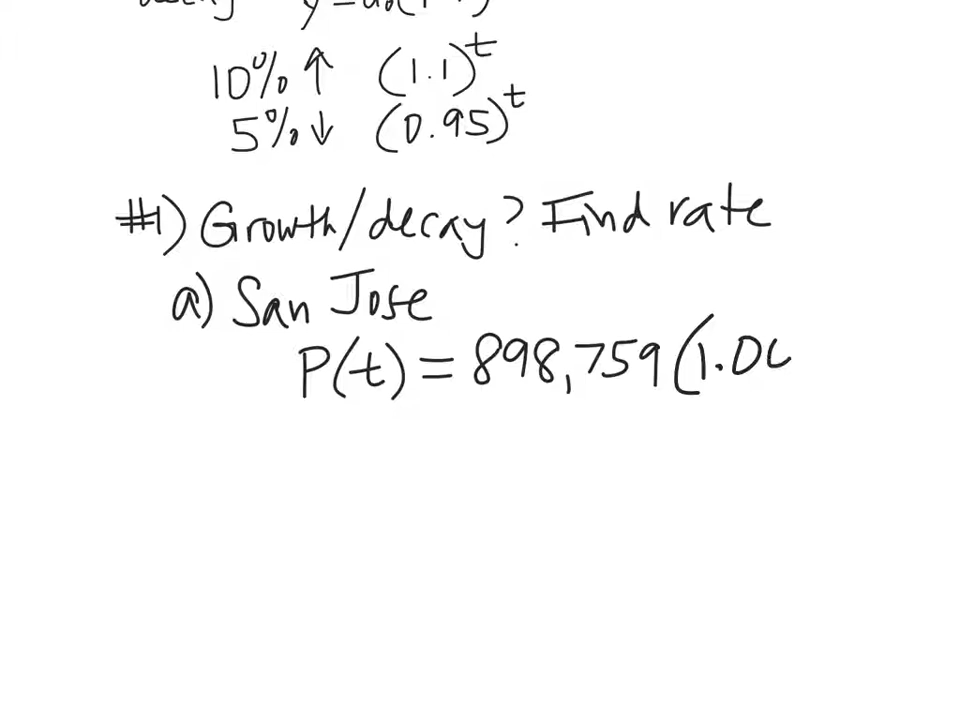 10% ↑ (1.1)^t
5% ↓ (0.95)^t
#1) Growth/decay? Find rate
a) San Jose
P(t) = 898,759 (1.0